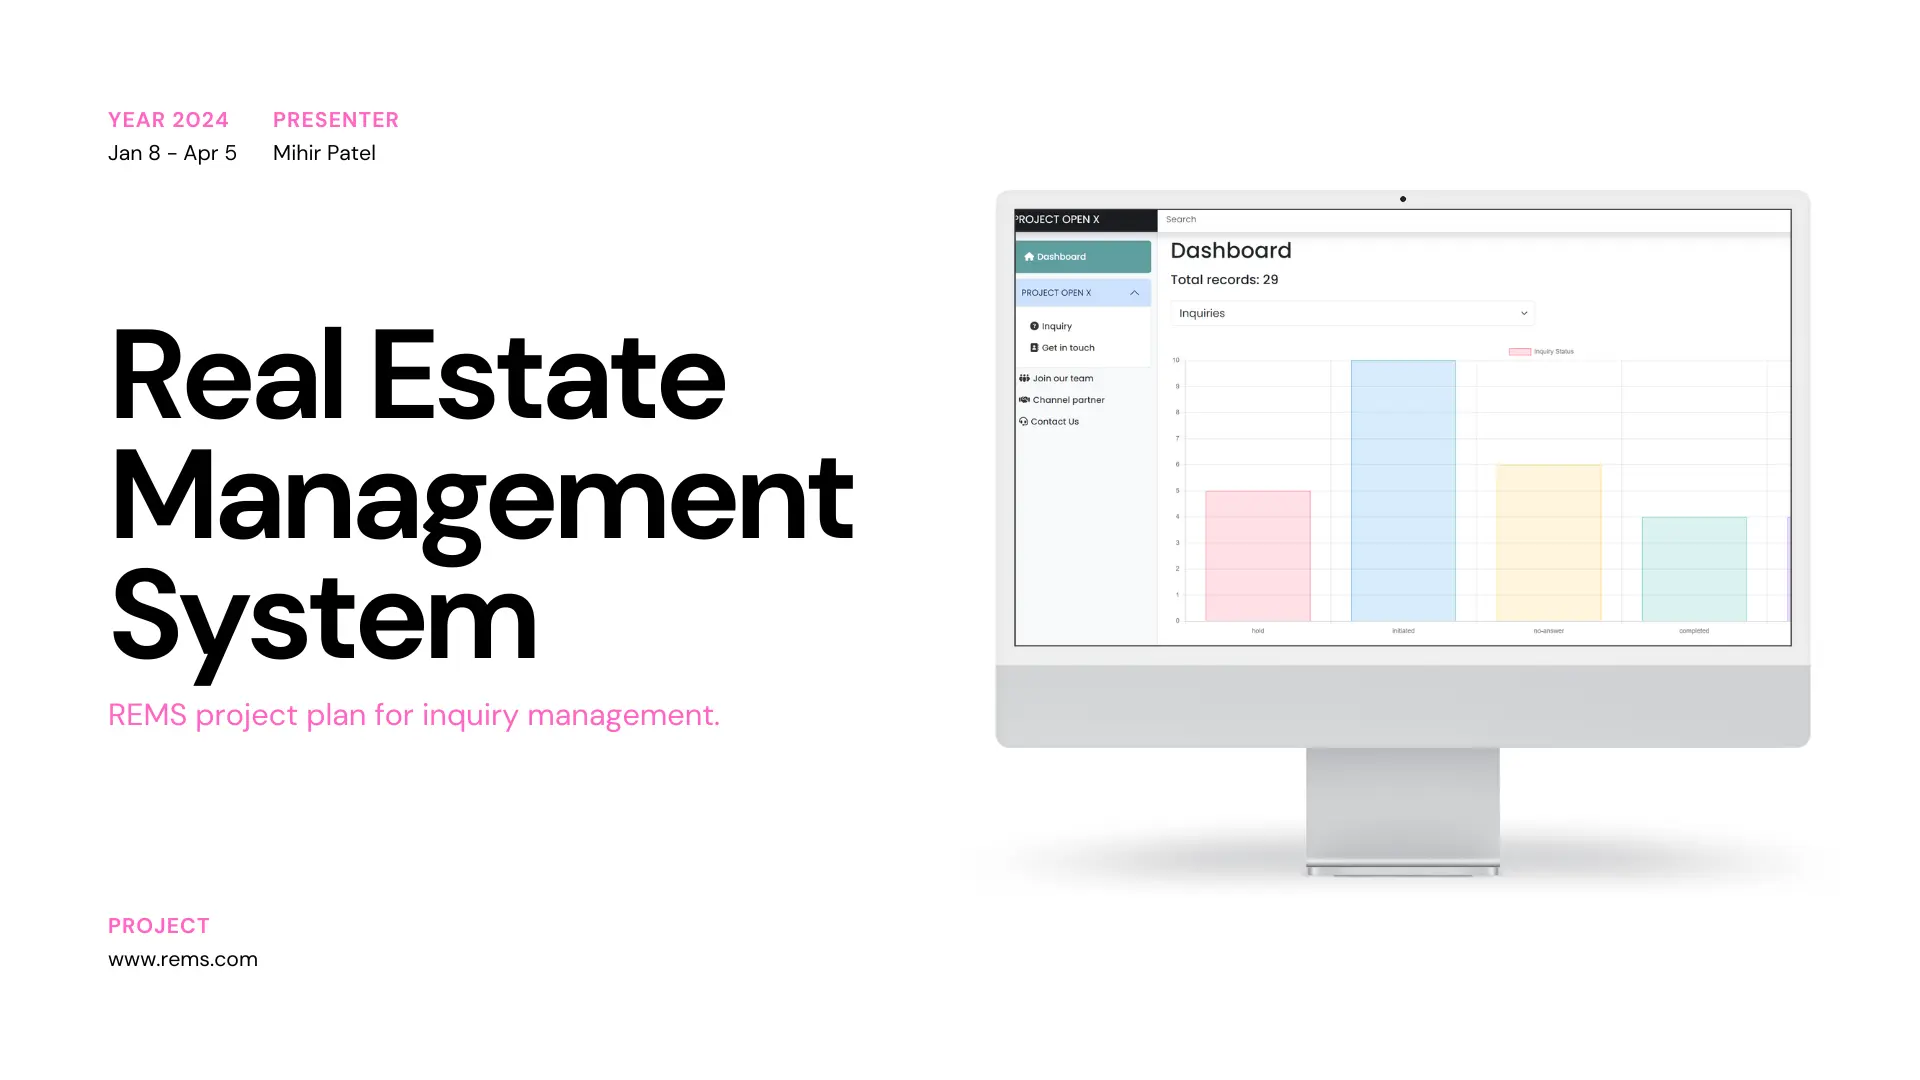 YEAR 2024
Jan 8 - Apr 5
PRESENTER
Mihir Patel
Real Estate
Management
System
REMS project plan for inquiry management.
PROJECT
www.rems.com
PROJECT OPEN X
Search
Dashboard
PROJECT OPEN X
Inquiry
Get in touch
Join our team
Channel partner
Contact Us
Dashboard
Total records: 29
Inquiries
Inquiry Status
10
9
8
7
6
5
4
3
2
1
0
hold
initiated
no-answer
completed